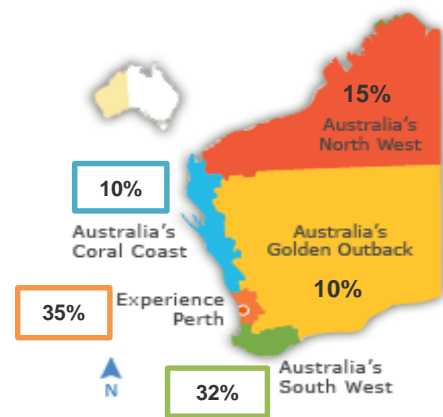 15%
Australia's
North West
10%
Australia's
Coral Coast
Australia's
Golden Outback
10%
35%
Experience
Perth
N
32%
Australia's
South West